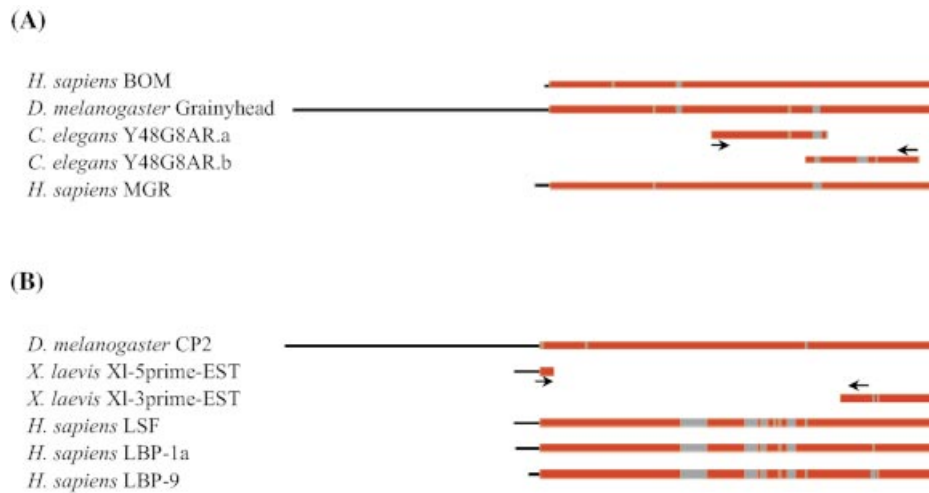 (A)
H. sapiens BOM
D. melanogaster Grainyhead
C. elegans Y48G8AR.a
C. elegans Y48G8AR.b
H. sapiens MGR
(B)
D. melanogaster CP2
X. laevis Xl-5prime-EST
X. laevis Xl-3prime-EST
H. sapiens LSF
H. sapiens LBP-1a
H. sapiens LBP-9